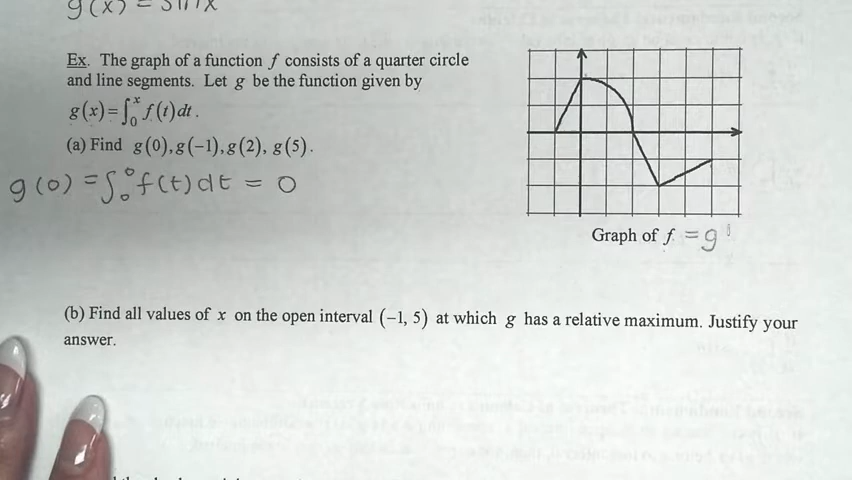 g(x) = sin x
Ex. The graph of a function f consists of a quarter circle
and line segments. Let g be the function given by
g(x)=∫₀ˣ f(t)dt.
(a) Find g(0), g(-1), g(2), g(5).
g(0) = ∫₀⁰ f(t)dt = 0
Graph of f = g'
(b) Find all values of x on the open interval (-1, 5) at which g has a relative maximum. Justify your
answer.